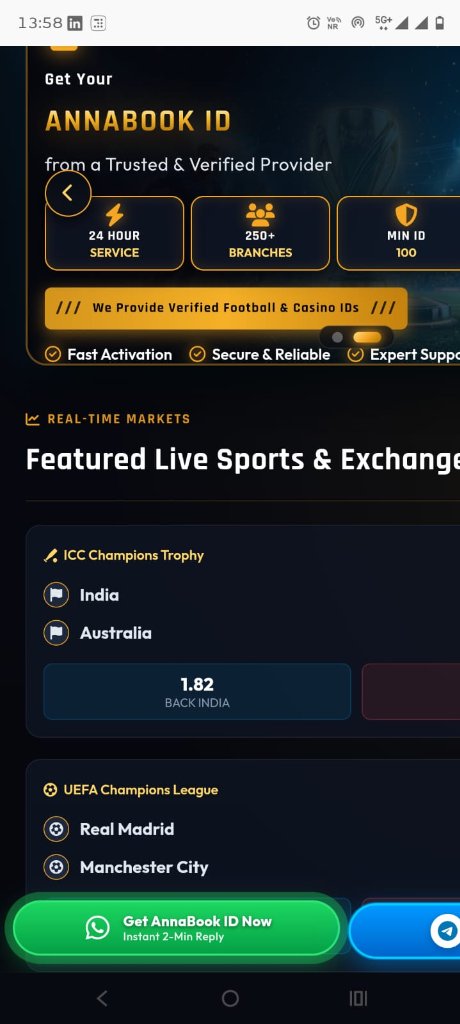 13:58
Vo
NR
5G+
Get Your
ANNABOOK ID
from a Trusted & Verified Provider
24 HOUR
SERVICE
250+
BRANCHES
MIN ID
100
/// We Provide Verified Football & Casino IDs ///
Fast Activation
Secure & Reliable
Expert Suppo
REAL-TIME MARKETS
Featured Live Sports & Exchange
ICC Champions Trophy
India
Australia
1.82
BACK INDIA
UEFA Champions League
Real Madrid
Manchester City
Get AnnaBook ID Now
Instant 2-Min Reply